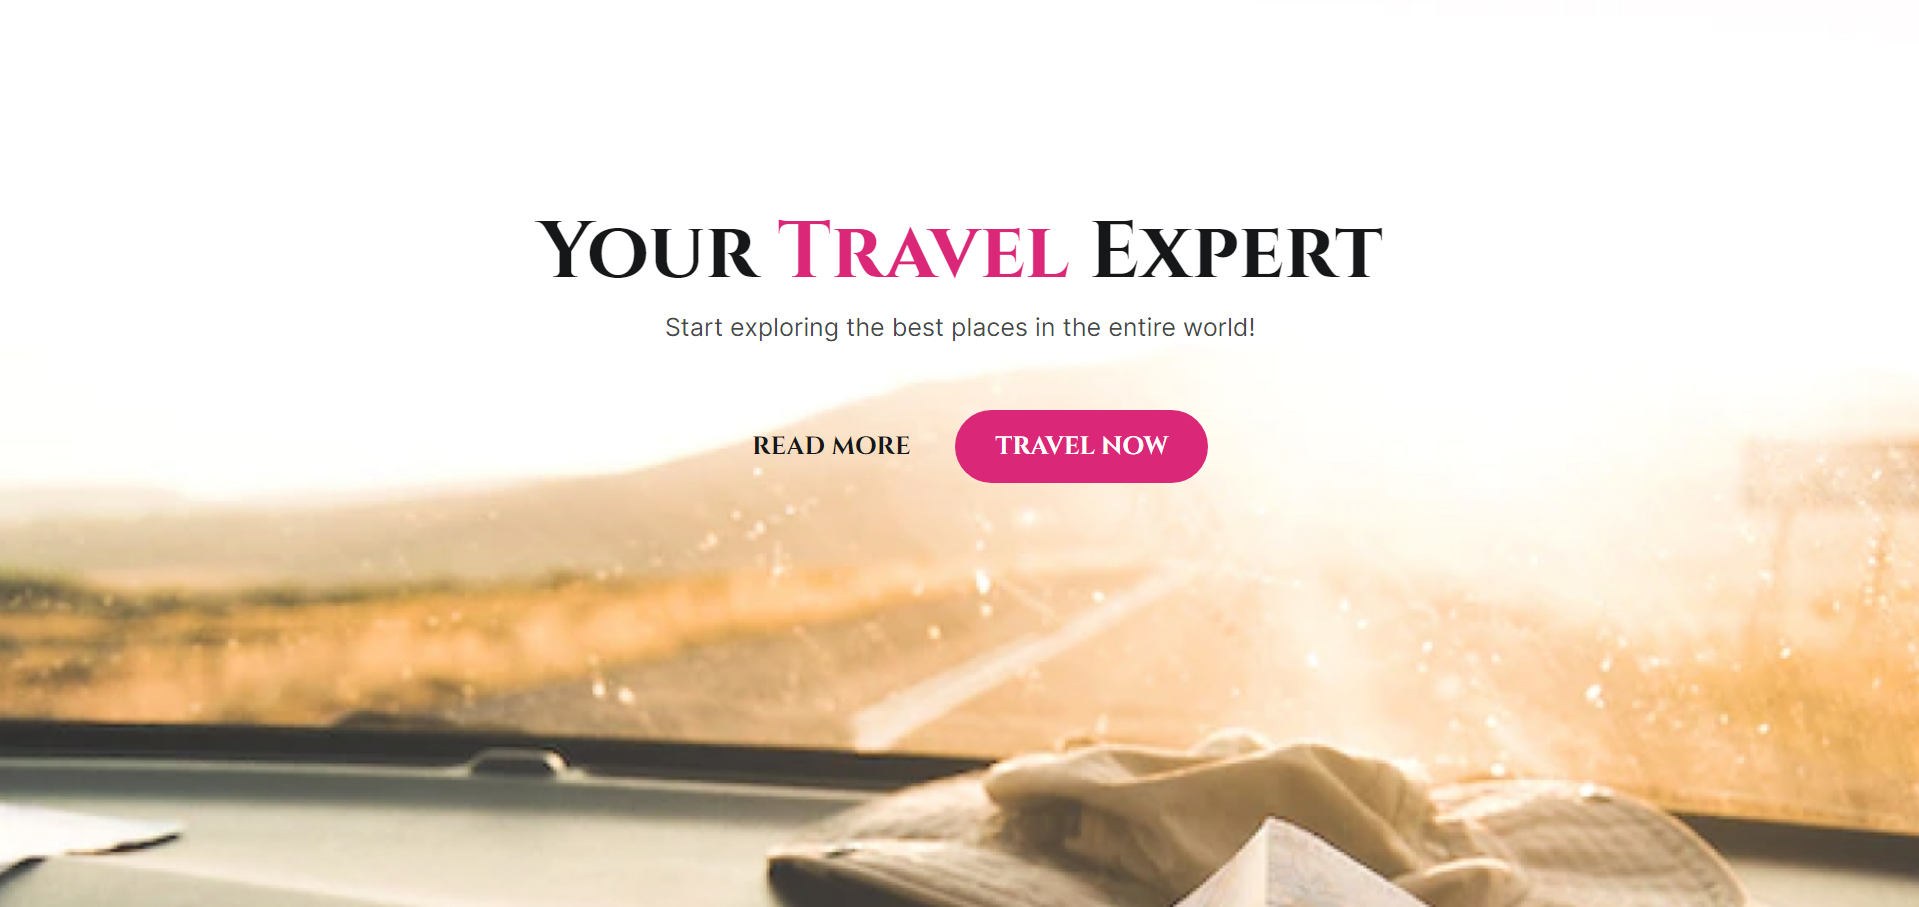 Your Travel Expert
Start exploring the best places in the entire world!
READ MORE
TRAVEL NOW